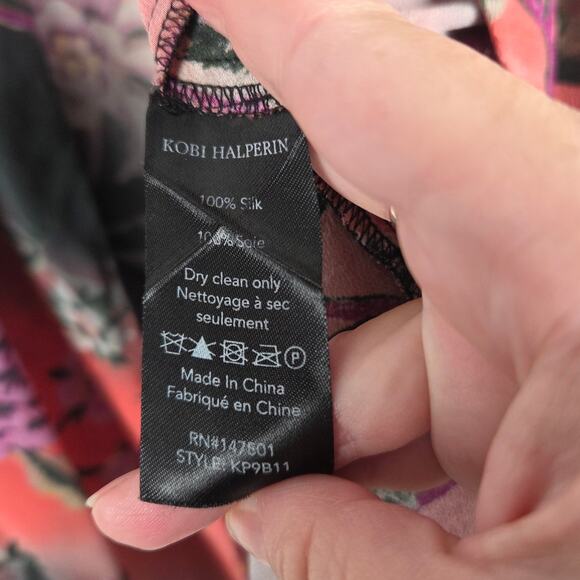 KOBI HALPERIN
100% Silk
100% Soie
Dry clean only
Nettoyage à sec
seulement
P
Made In China
Fabriqué en Chine
RN#147501
STYLE: KP9B11